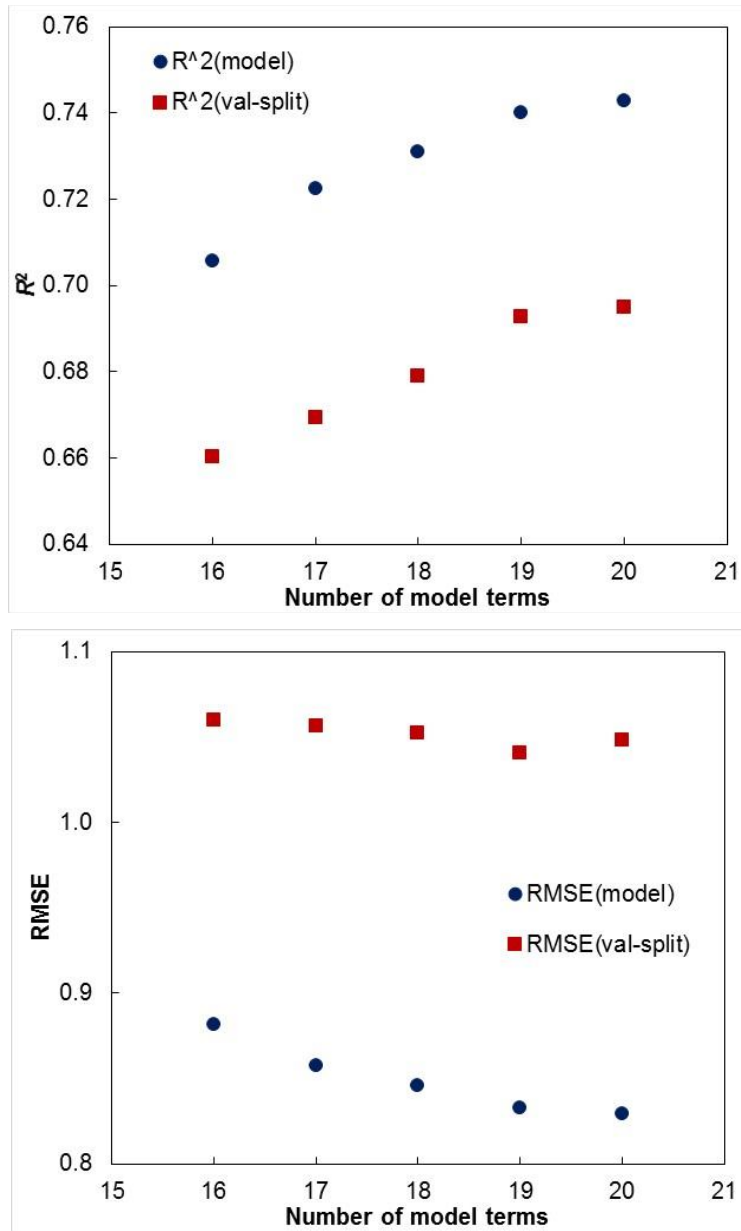 0.76
R^2(model)
R^2(val-split)
0.74
0.72
0.70
R²
0.68
0.66
0.64
15 16 17 18 19 20 21
Number of model terms
1.1
1.0
RMSE
RMSE(model)
RMSE(val-split)
0.9
0.8
15 16 17 18 19 20 21
Number of model terms